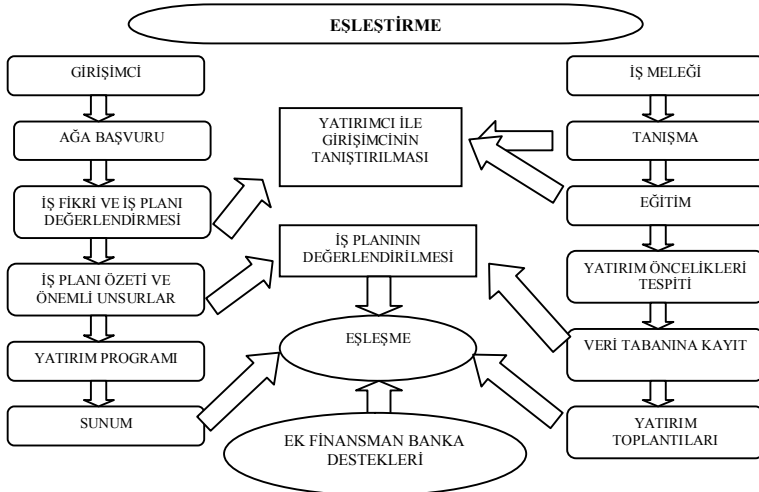 EŞLEŞTİRME
GİRİŞİMCİ
AĞA BAŞVURU
İŞ FİKRİ VE İŞ PLANI
DEĞERLENDİRMESİ
İŞ PLANI ÖZETİ VE
ÖNEMLİ UNSURLAR
YATIRIM PROGRAMI
SUNUM
YATIRIMCI İLE
GİRİŞİMCİNİN
TANIŞTIRILMASI
İŞ PLANININ
DEĞERLENDİRİLMESİ
EŞLEŞME
EK FİNANSMAN BANKA
DESTEKLERİ
İŞ MELEĞİ
TANIŞMA
EĞİTİM
YATIRIM ÖNCELİKLERİ
TESPİTİ
VERİ TABANINA KAYIT
YATIRIM
TOPLANTILARI